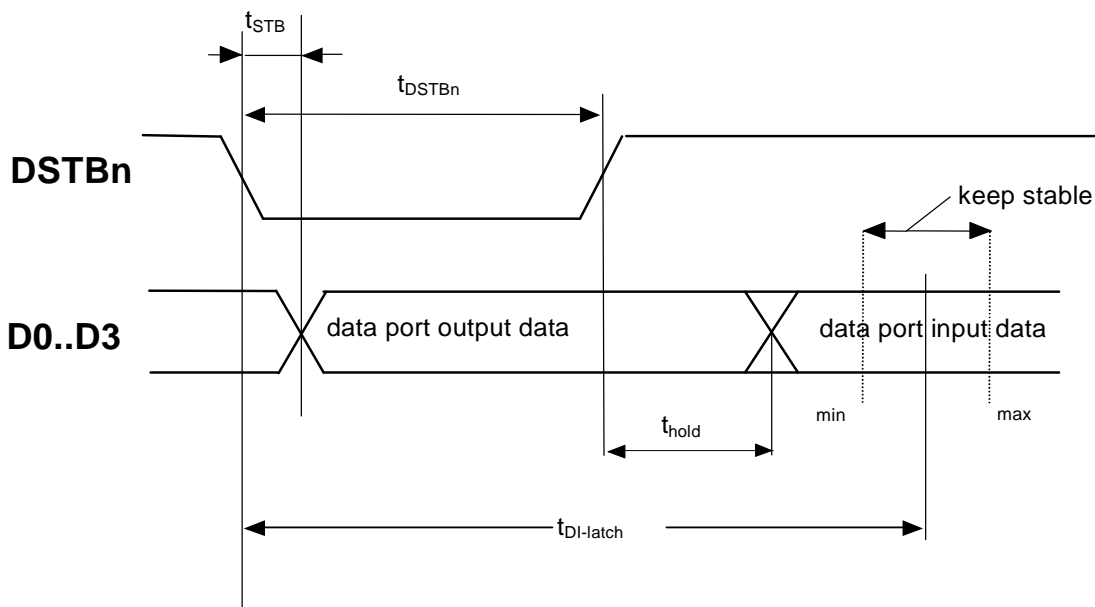 tSTB
tDSTBn
DSTBn
keep stable
D0..D3
data port output data
data port input data
min
max
thold
tDI-latch